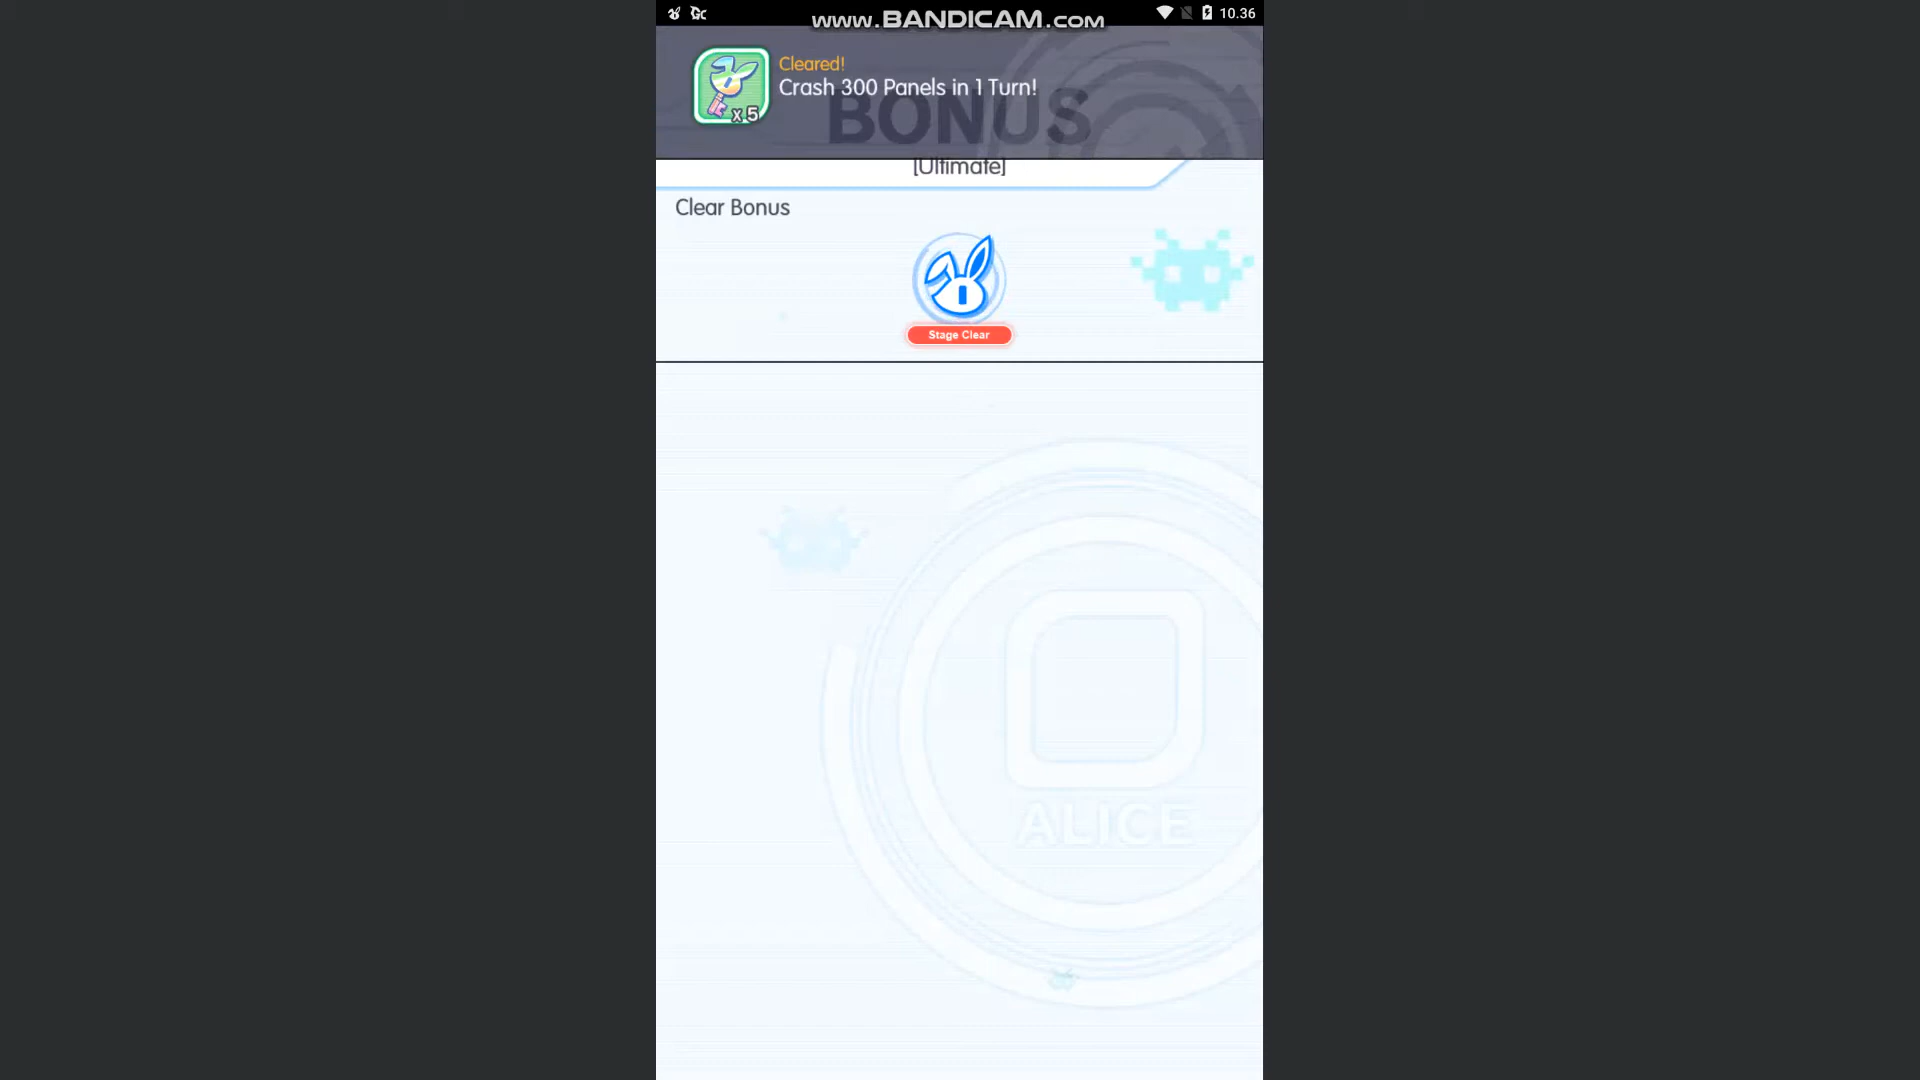 10.36
www.BANDICAM.COM
Cleared!
Crash 300 Panels in 1 Turn!
x5
BONUS
[Ultimate]
Clear Bonus
Stage Clear
ALICE